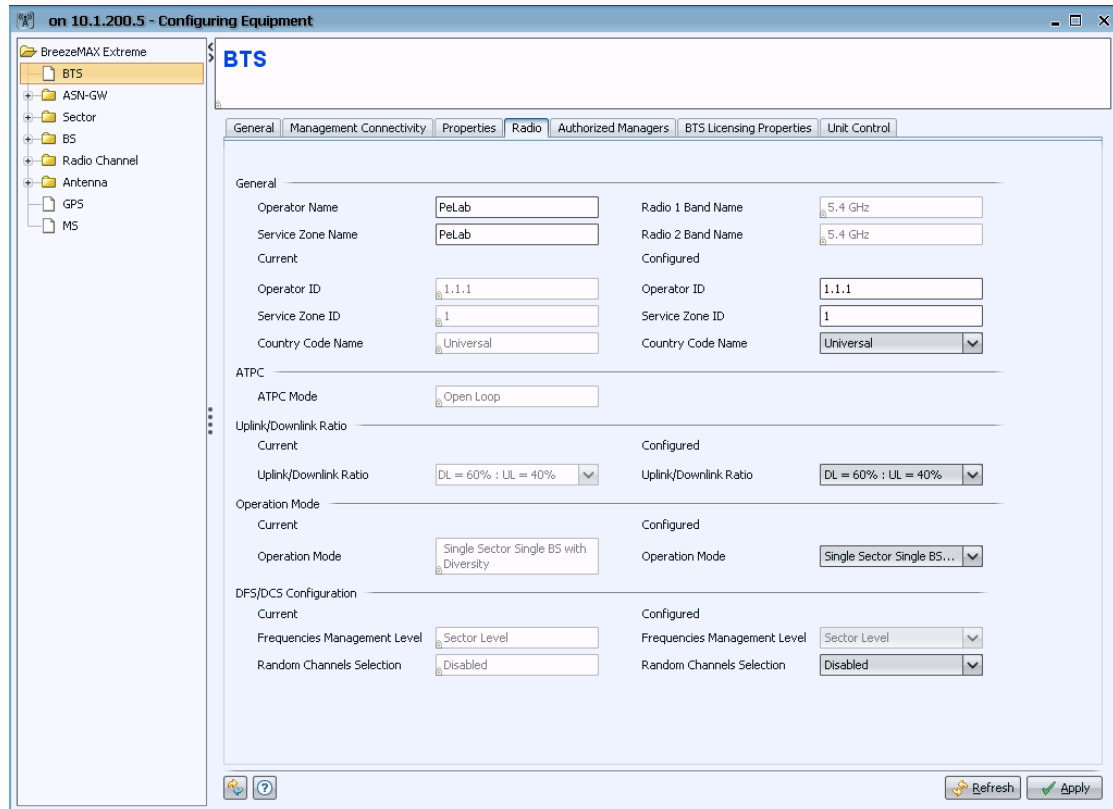 on 10.1.200.5 - Configuring Equipment
BreezeMAX Extreme
BTS
ASN-GW
Sector
BS
Radio Channel
Antenna
GPS
MS
BTS
General Management Connectivity Properties Radio Authorized Managers BTS Licensing Properties Unit Control
General
Operator Name PeLab Radio 1 Band Name 5.4 GHz
Service Zone Name PeLab Radio 2 Band Name 5.4 GHz
Current Configured
Operator ID 1.1.1 Operator ID 1.1.1
Service Zone ID 1 Service Zone ID 1
Country Code Name Universal Country Code Name Universal
ATPC
ATPC Mode Open Loop
Uplink/Downlink Ratio
Current Configured
Uplink/Downlink Ratio DL = 60% : UL = 40% Uplink/Downlink Ratio DL = 60% : UL = 40%
Operation Mode
Current Configured
Operation Mode Single Sector Single BS with Diversity Operation Mode Single Sector Single BS...
DFS/DCS Configuration
Current Configured
Frequencies Management Level Sector Level Frequencies Management Level Sector Level
Random Channels Selection Disabled Random Channels Selection Disabled
Refresh Apply